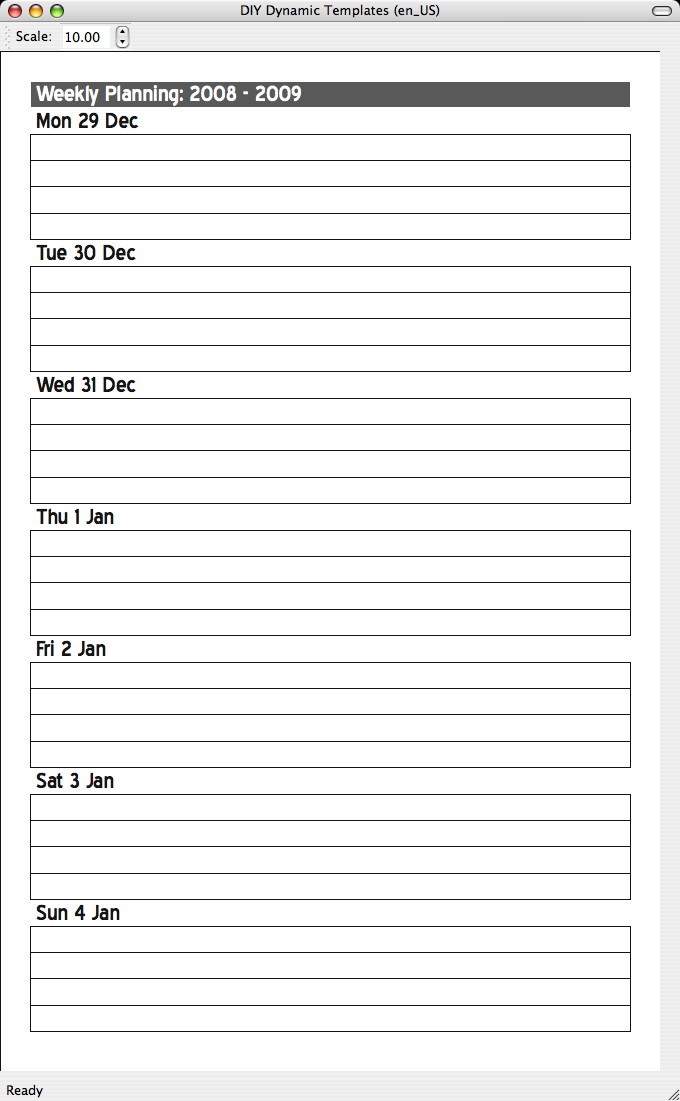 DIY Dynamic Templates (en_US)
Scale: 10.00
Weekly Planning: 2008 - 2009
Mon 29 Dec
Tue 30 Dec
Wed 31 Dec
Thu 1 Jan
Fri 2 Jan
Sat 3 Jan
Sun 4 Jan
Ready